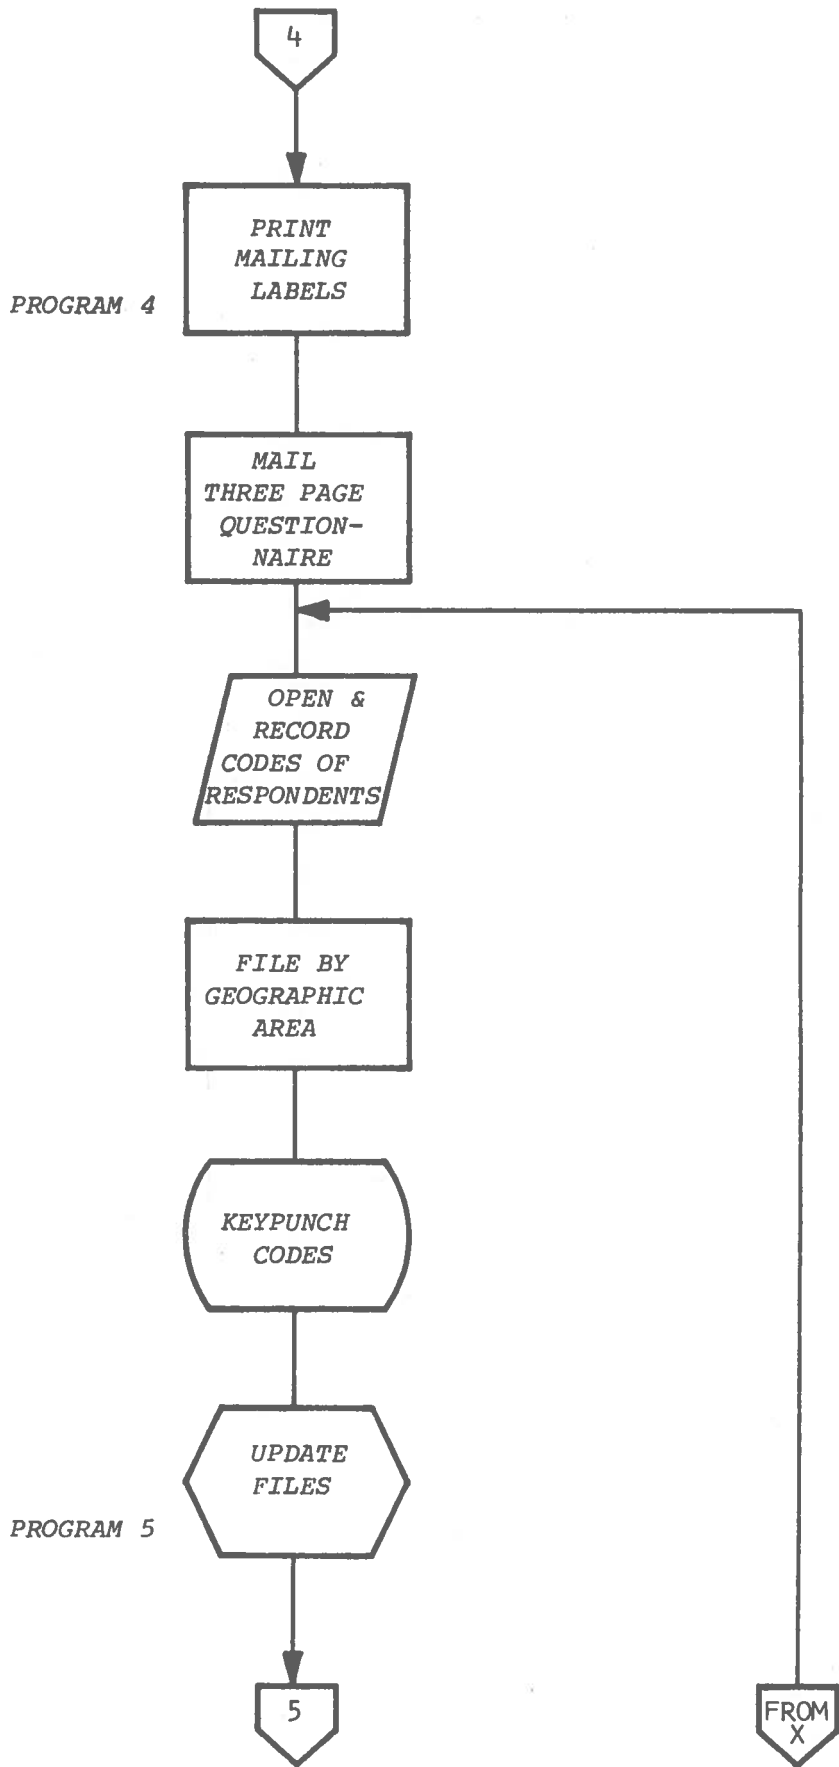 4
PRINT
MAILING
LABELS
PROGRAM 4
MAIL
THREE PAGE
QUESTION-
NAIRE
OPEN &
RECORD
CODES OF
RESPONDENTS
FILE BY
GEOGRAPHIC
AREA
KEYPUNCH
CODES
UPDATE
FILES
PROGRAM 5
5
FROM
X